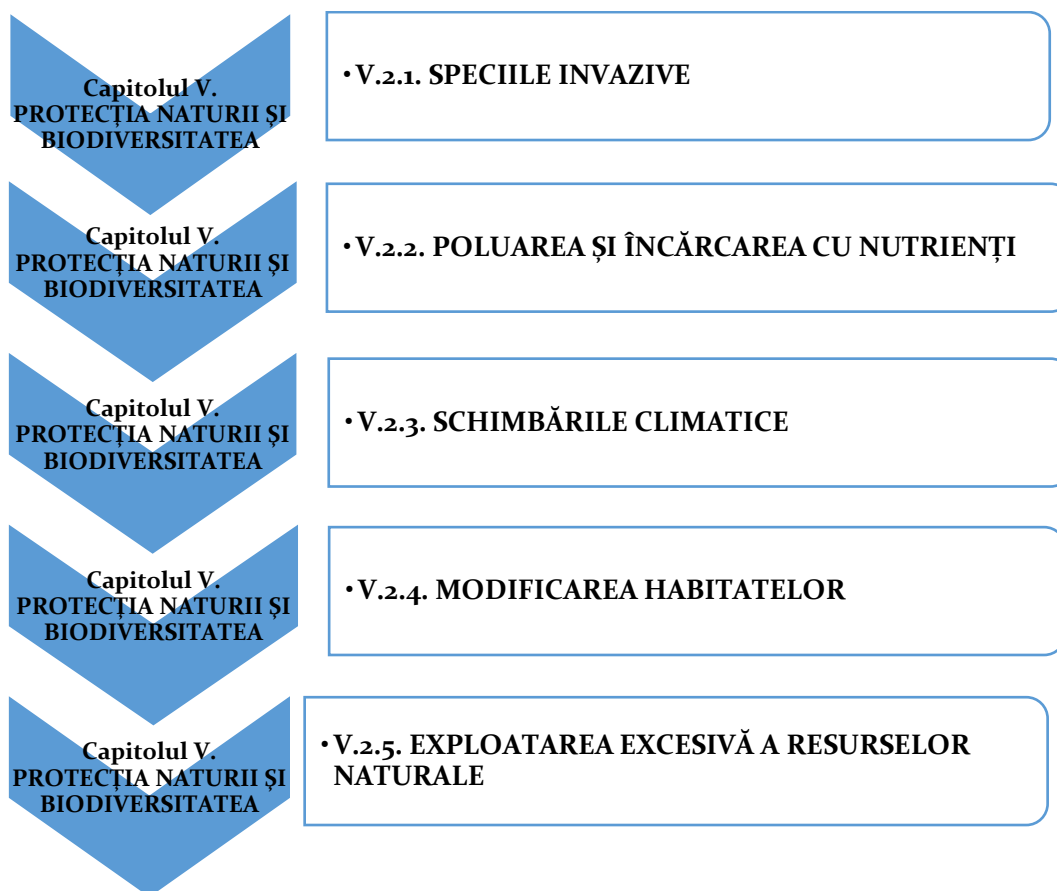 Capitolul V.
PROTECȚIA NATURII ȘI
BIODIVERSITATEA
• V.2.1. SPECIILE INVAZIVE
Capitolul V.
PROTECȚIA NATURII ȘI
BIODIVERSITATEA
• V.2.2. POLUAREA ȘI ÎNCĂRCAREA CU NUTRIENȚI
Capitolul V.
PROTECȚIA NATURII ȘI
BIODIVERSITATEA
• V.2.3. SCHIMBĂRILE CLIMATICE
Capitolul V.
PROTECȚIA NATURII ȘI
BIODIVERSITATEA
• V.2.4. MODIFICAREA HABITATELOR
Capitolul V.
PROTECȚIA NATURII ȘI
BIODIVERSITATEA
• V.2.5. EXPLOATAREA EXCESIVĂ A RESURSELOR
NATURALE